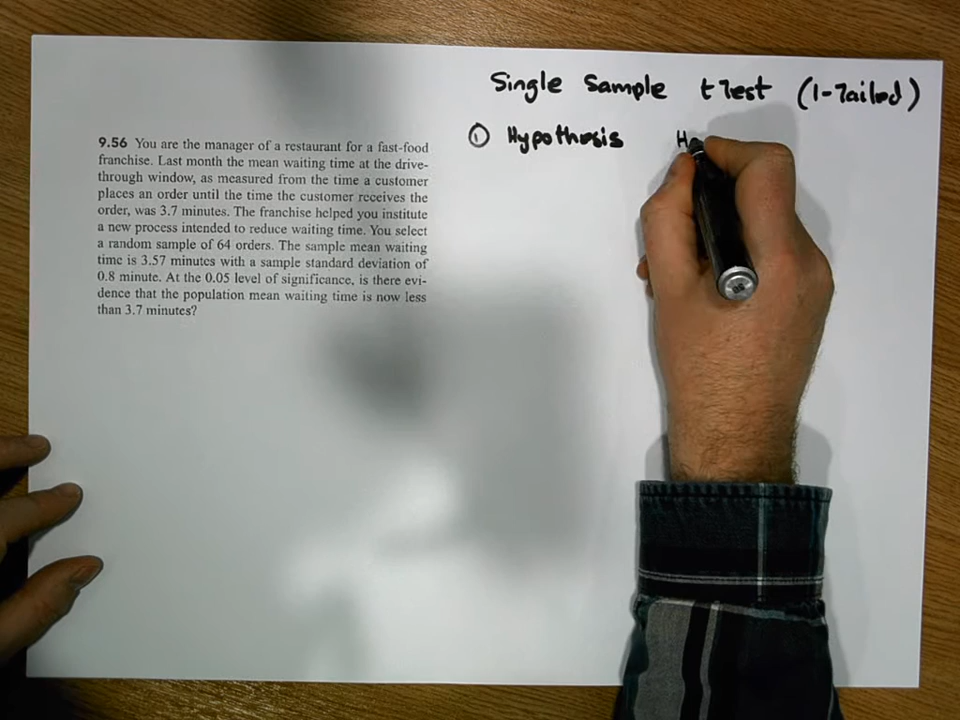 Single Sample t Test (1-Tailed)
① Hypothesis H
9.56 You are the manager of a restaurant for a fast-food
franchise. Last month the mean waiting time at the drive-
through window, as measured from the time a customer
places an order until the time the customer receives the
order, was 3.7 minutes. The franchise helped you institute
a new process intended to reduce waiting time. You select
a random sample of 64 orders. The sample mean waiting
time is 3.57 minutes with a sample standard deviation of
0.8 minute. At the 0.05 level of significance, is there evi-
dence that the population mean waiting time is now less
than 3.7 minutes?